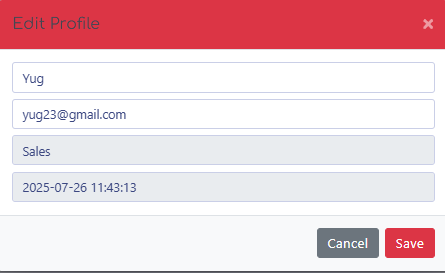 Edit Profile
×
Yug
yug23@gmail.com
Sales
2025-07-26 11:43:13
Cancel Save